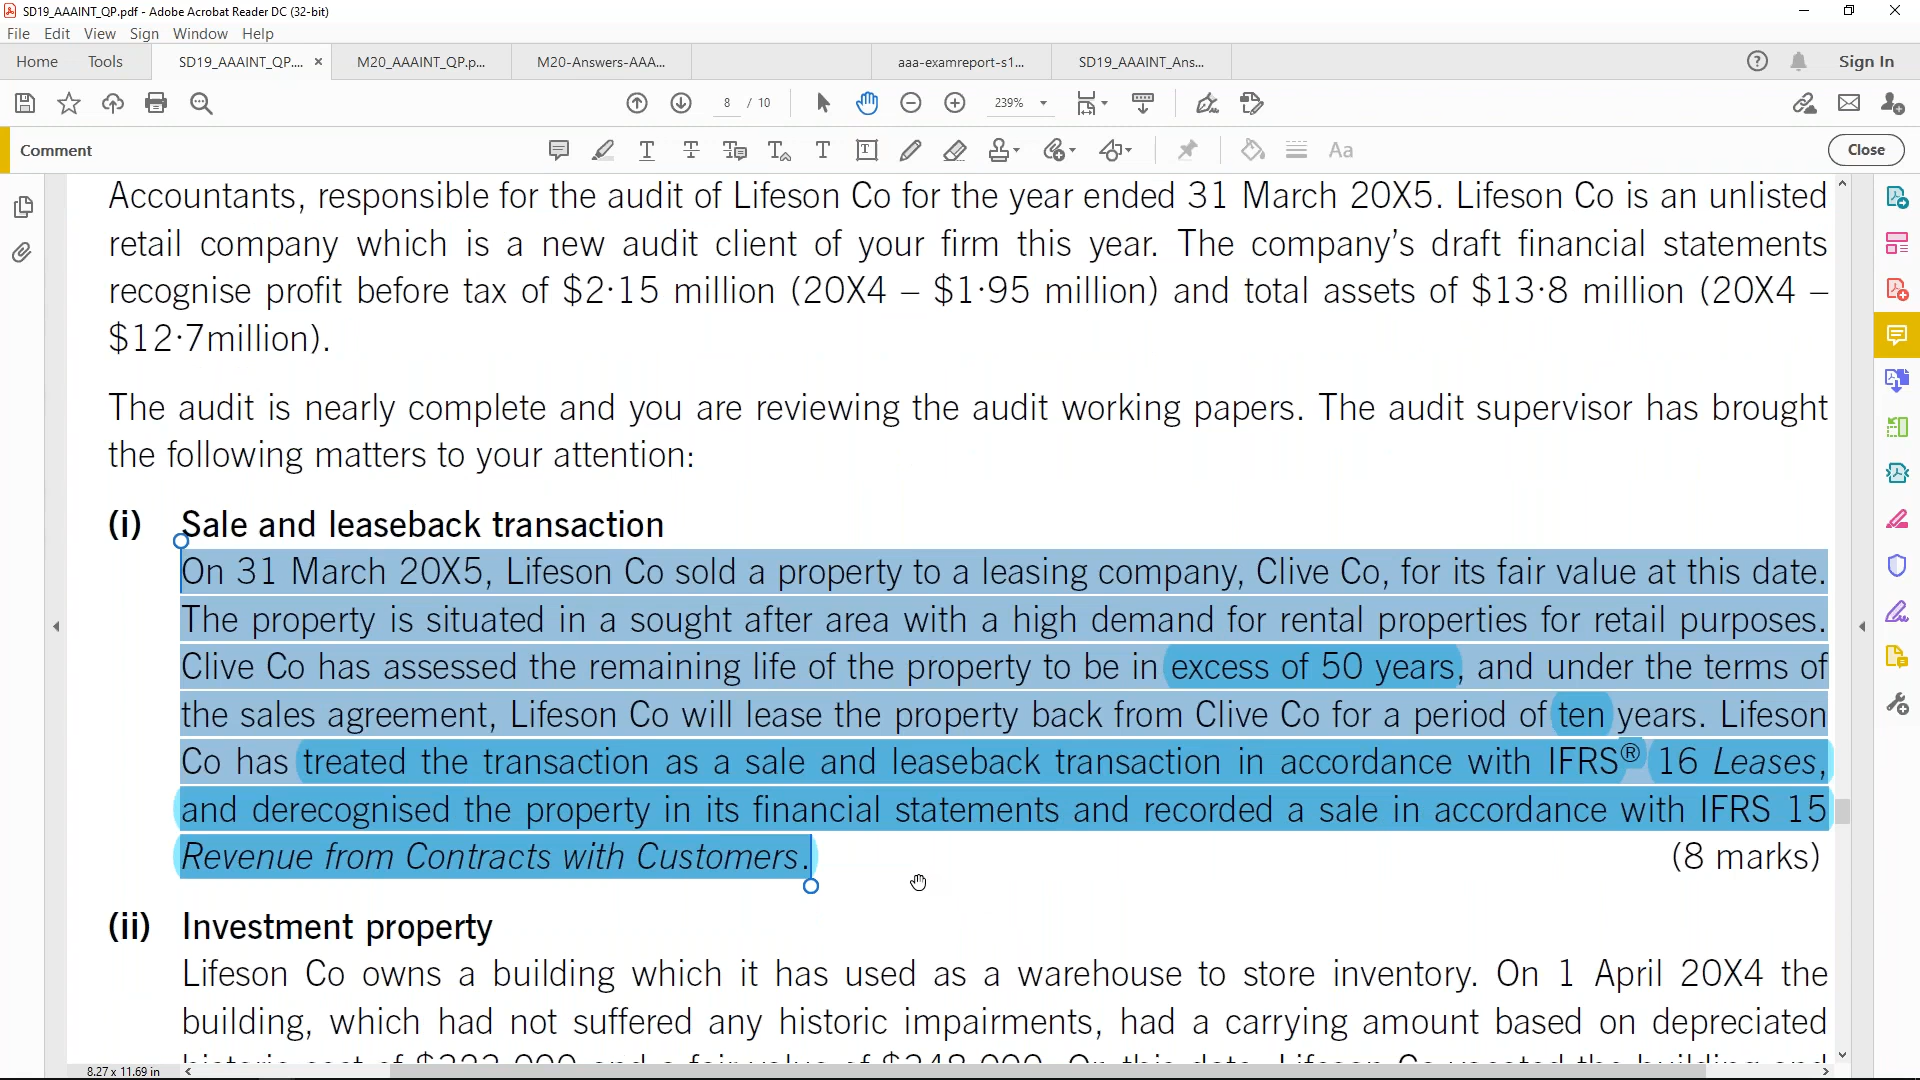 SD19_AAAINT_QP.pdf - Adobe Acrobat Reader DC (32-bit)
File Edit View Sign Window Help
Home Tools SD19_AAAINT_QP.... × M20_AAAINT_QP.p... M20-Answers-AAA... aaa-examreport-s1... SD19_AAAINT_Ans... Sign In
8 / 10 239%
Comment Close
Accountants, responsible for the audit of Lifeson Co for the year ended 31 March 20X5. Lifeson Co is an unlisted
retail company which is a new audit client of your firm this year. The company’s draft financial statements
recognise profit before tax of $2·15 million (20X4 – $1·95 million) and total assets of $13·8 million (20X4 –
$12·7million).
The audit is nearly complete and you are reviewing the audit working papers. The audit supervisor has brought
the following matters to your attention:
(i) Sale and leaseback transaction
On 31 March 20X5, Lifeson Co sold a property to a leasing company, Clive Co, for its fair value at this date.
The property is situated in a sought after area with a high demand for rental properties for retail purposes.
Clive Co has assessed the remaining life of the property to be in excess of 50 years, and under the terms of
the sales agreement, Lifeson Co will lease the property back from Clive Co for a period of ten years. Lifeson
Co has treated the transaction as a sale and leaseback transaction in accordance with IFRS® 16 Leases,
and derecognised the property in its financial statements and recorded a sale in accordance with IFRS 15
Revenue from Contracts with Customers. (8 marks)
(ii) Investment property
Lifeson Co owns a building which it has used as a warehouse to store inventory. On 1 April 20X4 the
building, which had not suffered any historic impairments, had a carrying amount based on depreciated
8.27 x 11.69 in